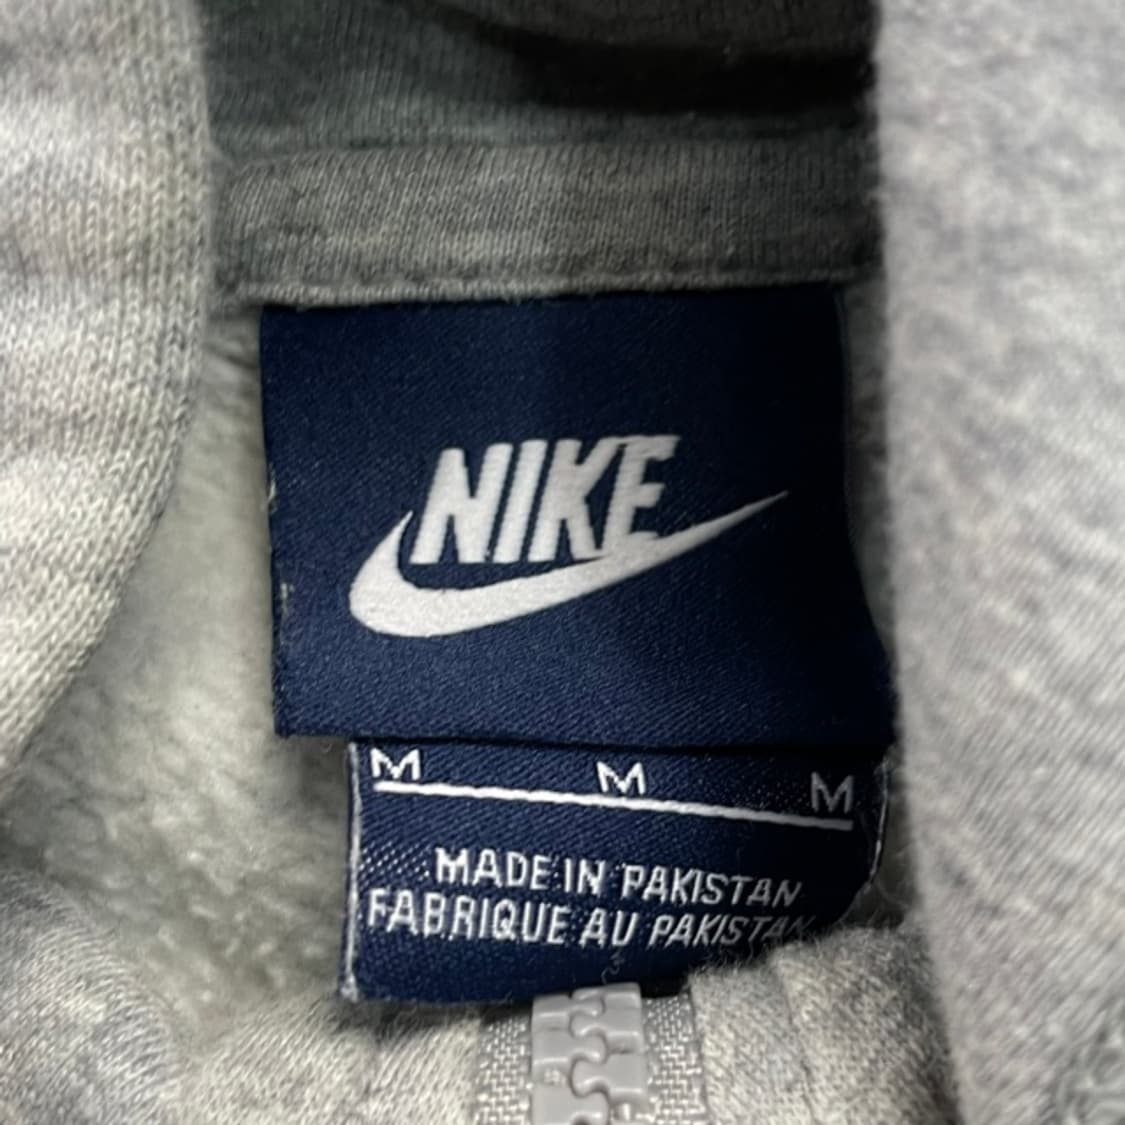 NIKE
M M M
MADE IN PAKISTAN
FABRIQUE AU PAKISTAN